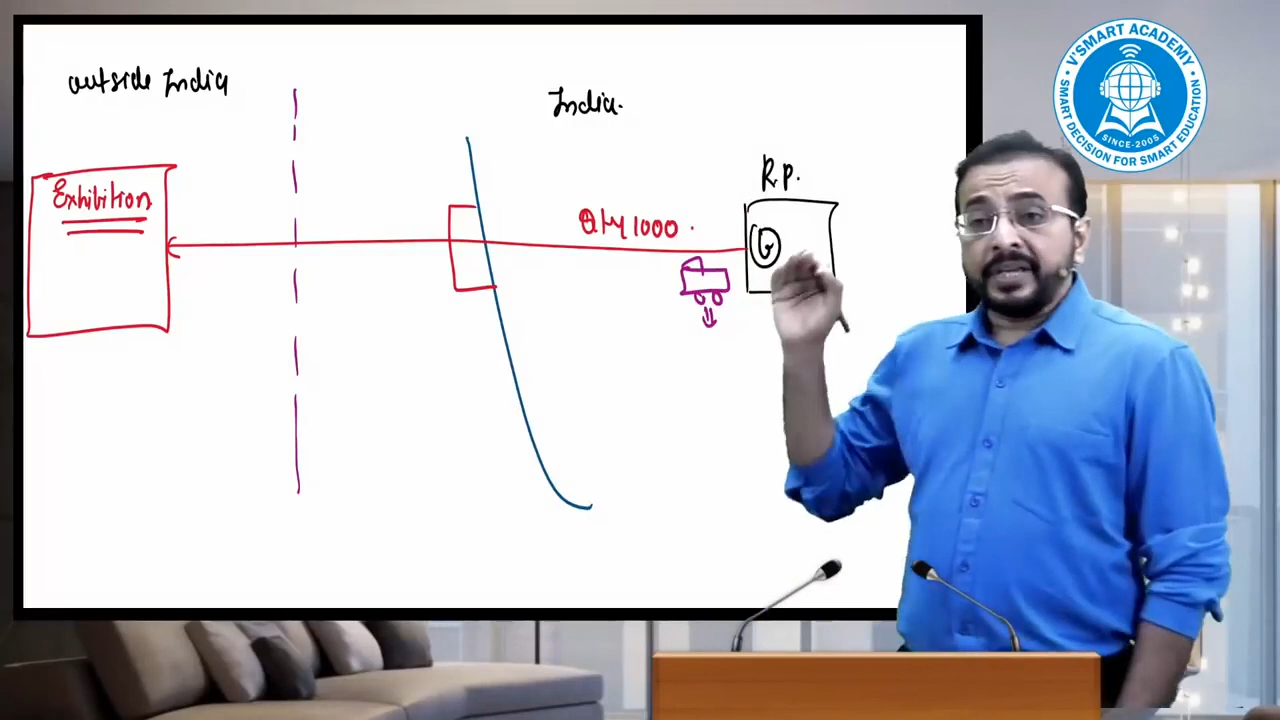 outside India
India.
Exhibition
Qty 1000.
R.p.
G
V'SMART ACADEMY
SMART DECISION FOR SMART EDUCATION
SINCE-2005